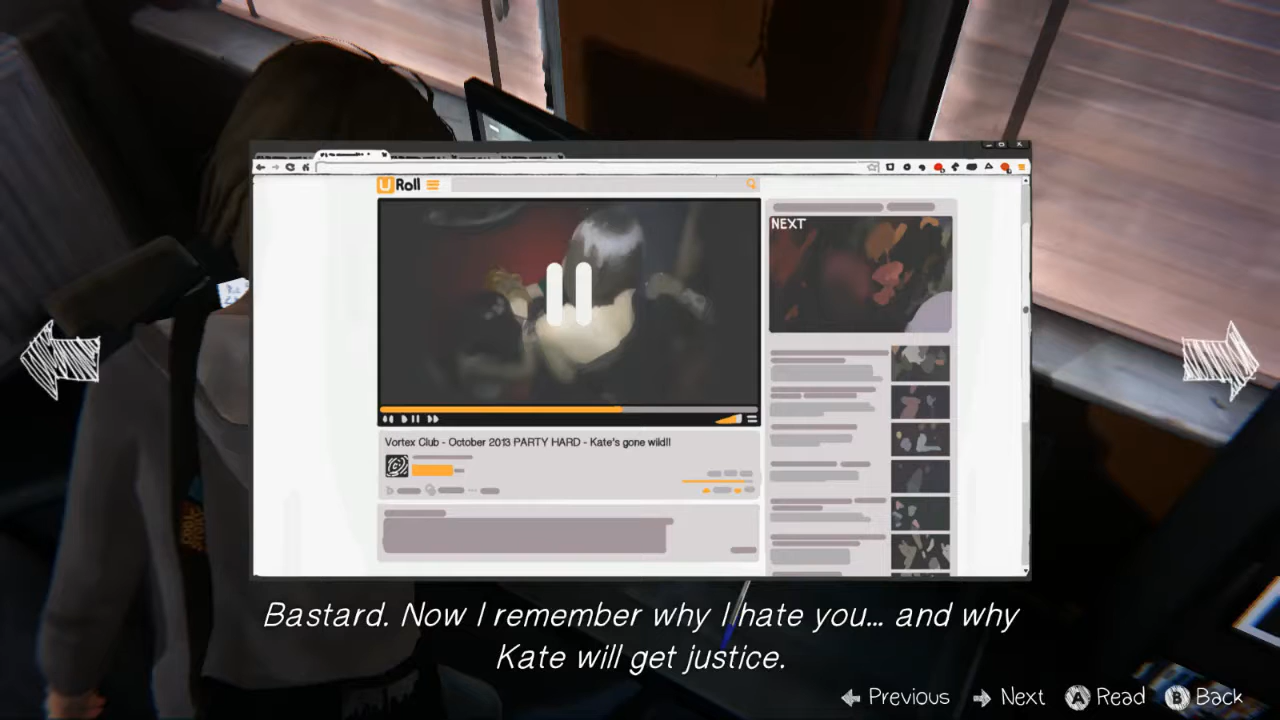 U Roll
NEXT
Vortex Club - October 2013 PARTY HARD - Kate's gone wild!!
Bastard. Now I remember why I hate you... and why
Kate will get justice.
Previous Next A Read B Back